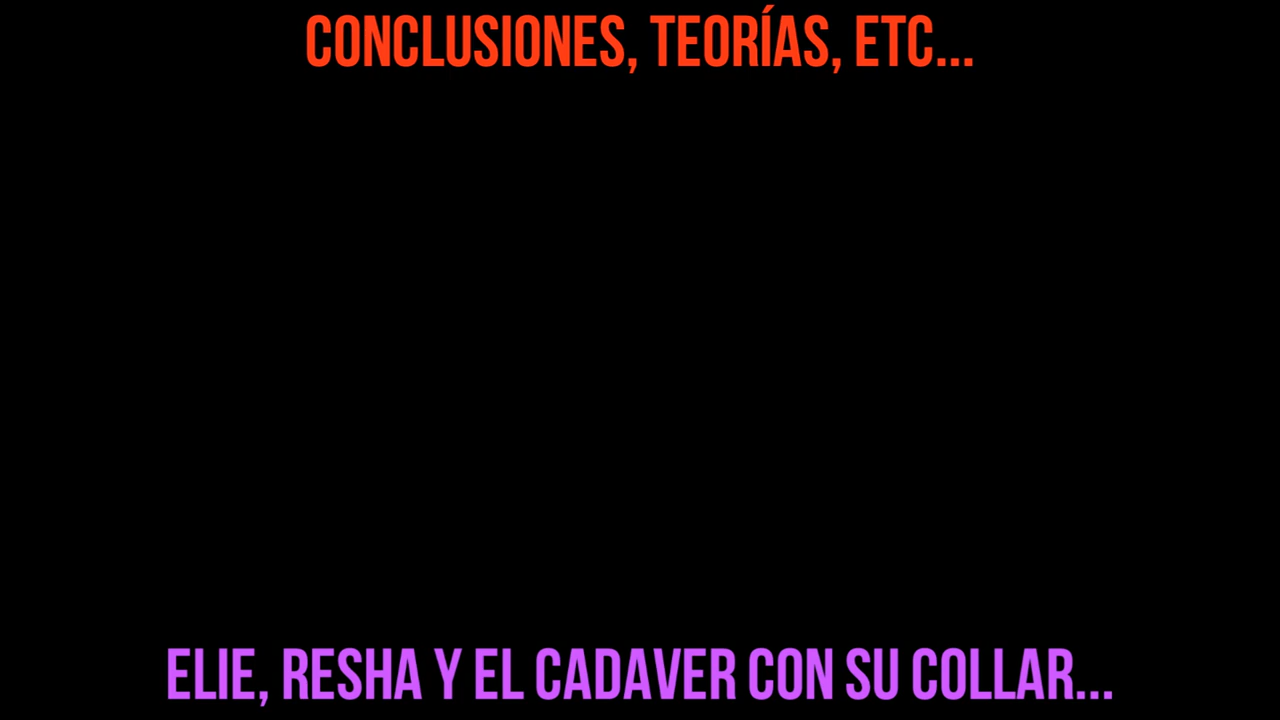 CONCLUSIONES, TEORÍAS, ETC...
ELIE, RESHA Y EL CADAVER CON SU COLLAR...